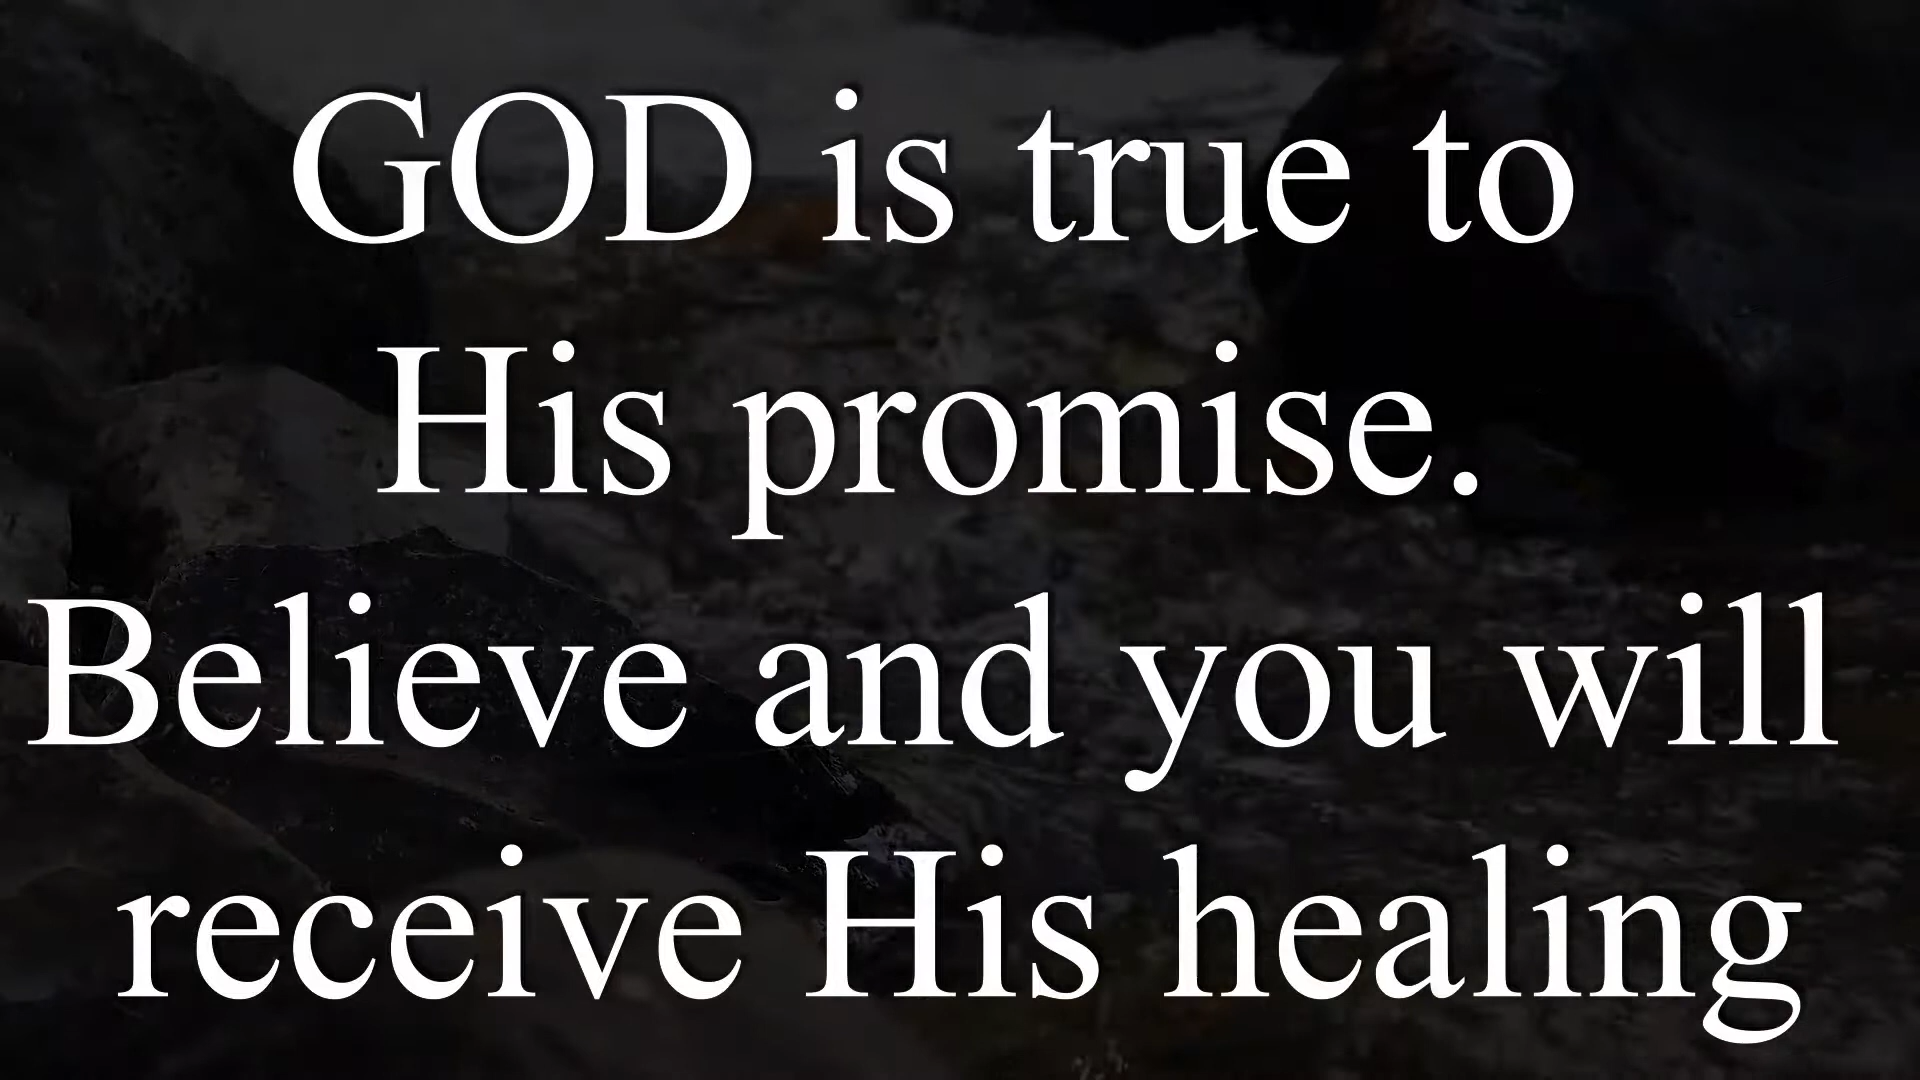 GOD is true to
His promise.
Believe and you will
receive His healing